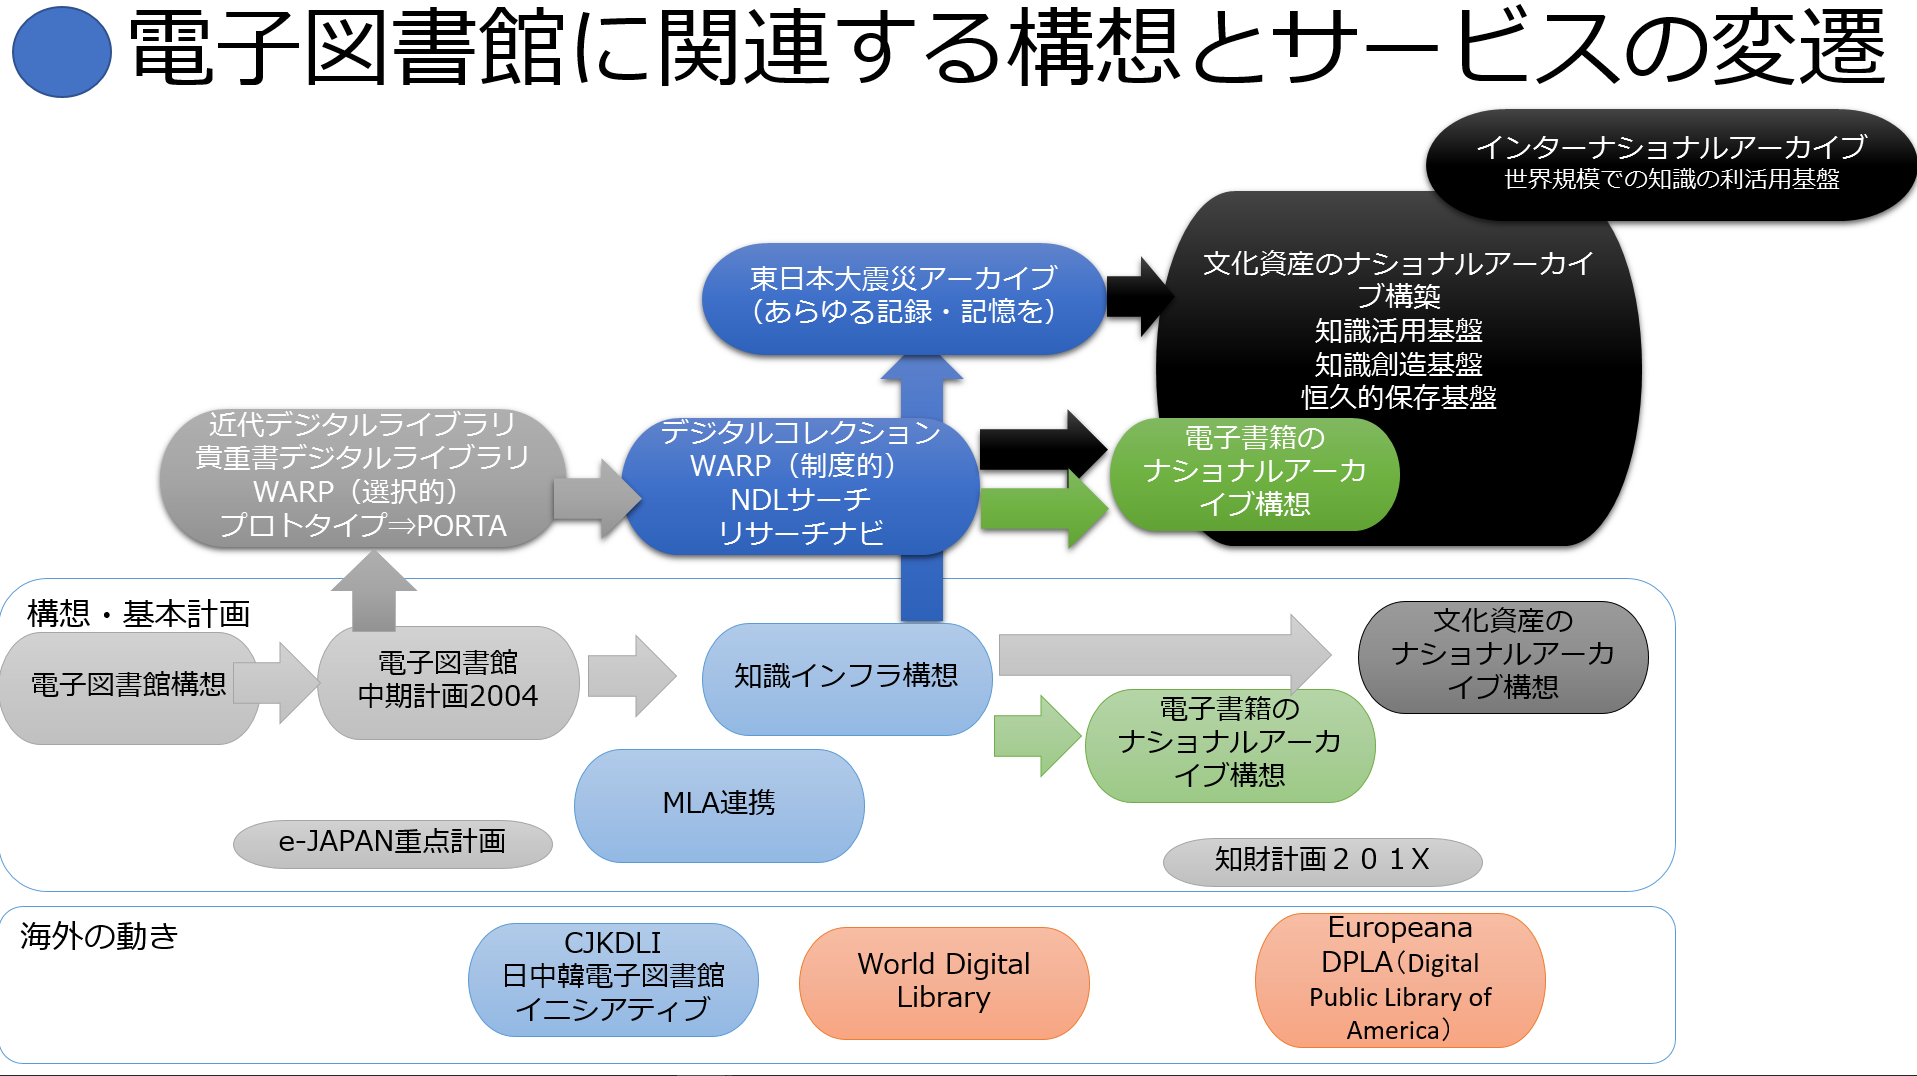 電子図書館に関連する構想とサービスの変遷
インターナショナルアーカイブ
世界規模での知識の利活用基盤
文化資産のナショナルアーカイ
ブ構築
知識活用基盤
知識創造基盤
恒久的保存基盤
東日本大震災アーカイブ
（あらゆる記録・記憶を）
近代デジタルライブラリ
貴重書デジタルライブラリ
WARP（選択的）
プロトタイプ⇒PORTA
デジタルコレクション
WARP（制度的）
NDLサーチ
リサーチナビ
電子書籍の
ナショナルアーカ
イブ構想
構想・基本計画
電子図書館構想
電子図書館
中期計画2004
知識インフラ構想
文化資産の
ナショナルアーカ
イブ構想
電子書籍の
ナショナルアーカ
イブ構想
MLA連携
e-JAPAN重点計画
知財計画２０１X
海外の動き
CJKDLI
日中韓電子図書館
イニシアティブ
World Digital
Library
Europeana
DPLA（Digital
Public Library of
America）